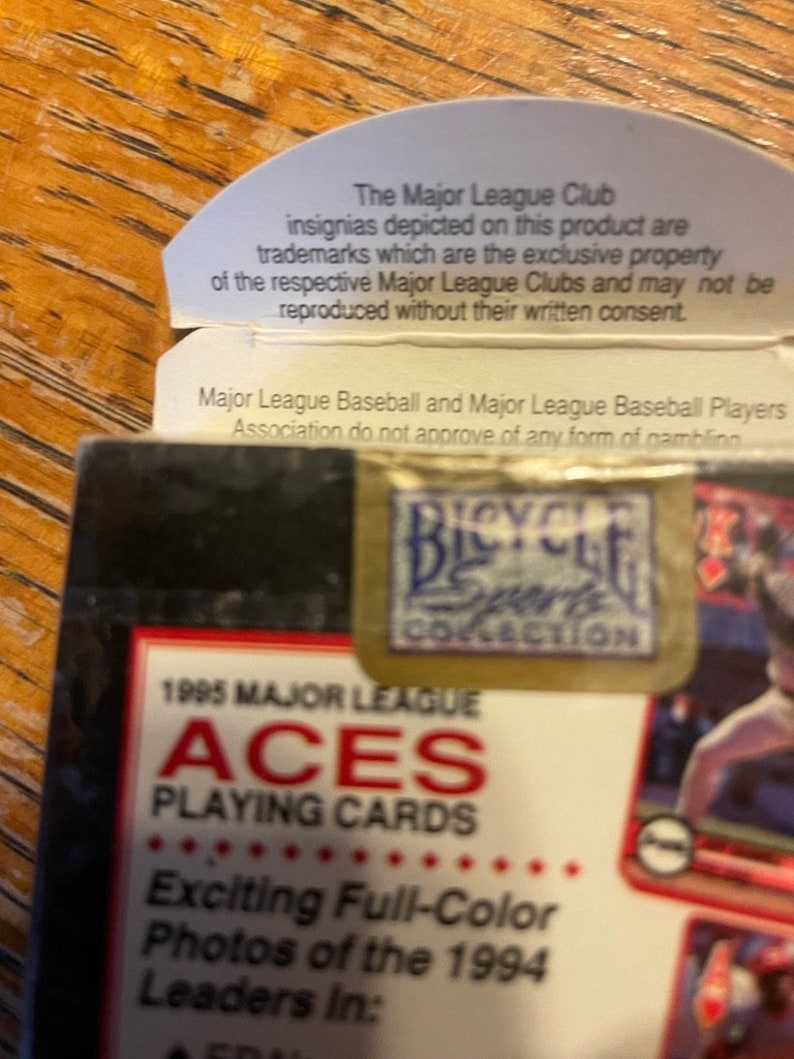 The Major League Club
insignias depicted on this product are
trademarks which are the exclusive property
of the respective Major League Clubs and may not be
reproduced without their written consent.
Major League Baseball and Major League Baseball Players
Association do not approve of any form of gambling
BICYCLE
Sports
COLLECTION
K
1995 MAJOR LEAGUE
ACES
PLAYING CARDS
Exciting Full-Color
Photos of the 1994
Leaders In: